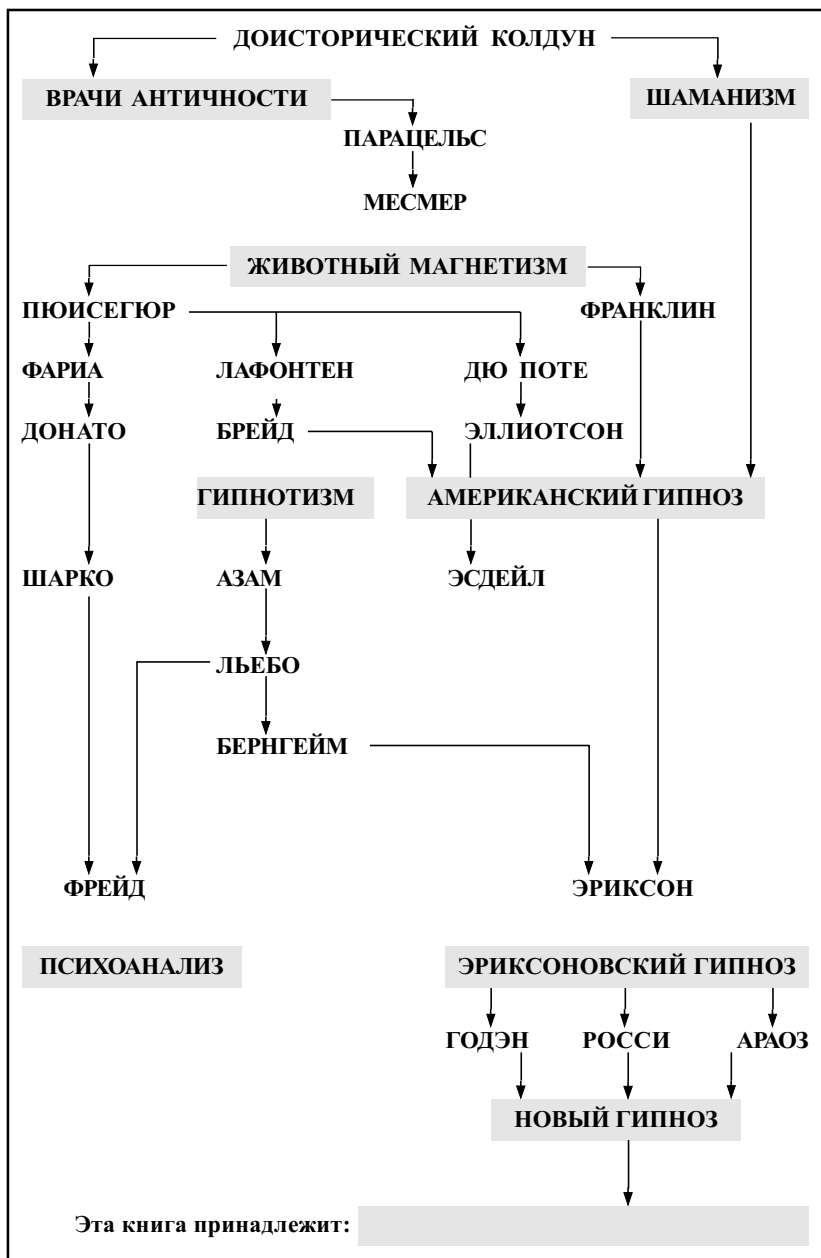 ДОИСТОРИЧЕСКИЙ КОЛДУН
ВРАЧИ АНТИЧНОСТИ ШАМАНИЗМ
ПАРАЦЕЛЬС
МЕСМЕР
ЖИВОТНЫЙ МАГНЕТИЗМ
ПЮИСЕГЮР ФРАНКЛИН
ФАРИА ЛАФОНТЕН ДЮ ПОТЕ
ДОНАТО БРЕЙД ЭЛЛИОТСОН
ГИПНОТИЗМ АМЕРИКАНСКИЙ ГИПНОЗ
ШАРКО АЗАМ ЭСДЕЙЛ
ЛЬЕБО
БЕРНГЕЙМ
ФРЕЙД ЭРИКСОН
ПСИХОАНАЛИЗ ЭРИКСОНОВСКИЙ ГИПНОЗ
ГОДЭН РОССИ АРАОЗ
НОВЫЙ ГИПНОЗ
Эта книга принадлежит: